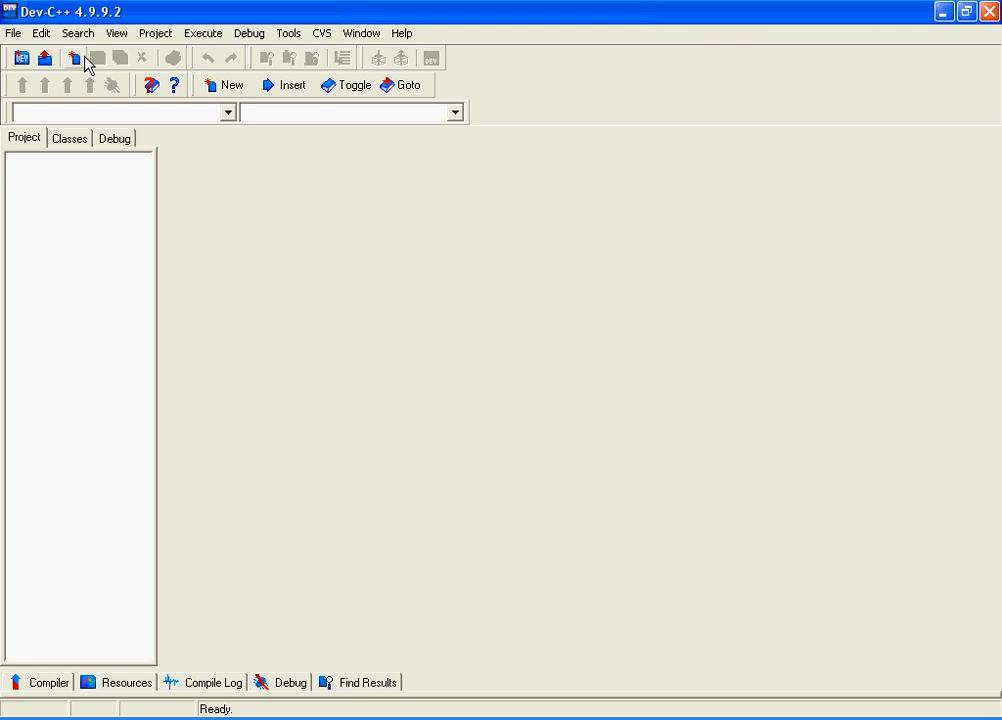 Dev-C++ 4.9.9.2
File Edit Search View Project Execute Debug Tools CVS Window Help
DEV
New Insert Toggle Goto
Project Classes Debug
Compiler Resources Compile Log Debug Find Results
Ready.